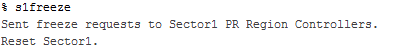 % s1freeze
Sent freeze requests to Sector1 PR Region Controllers.
Reset Sector1.